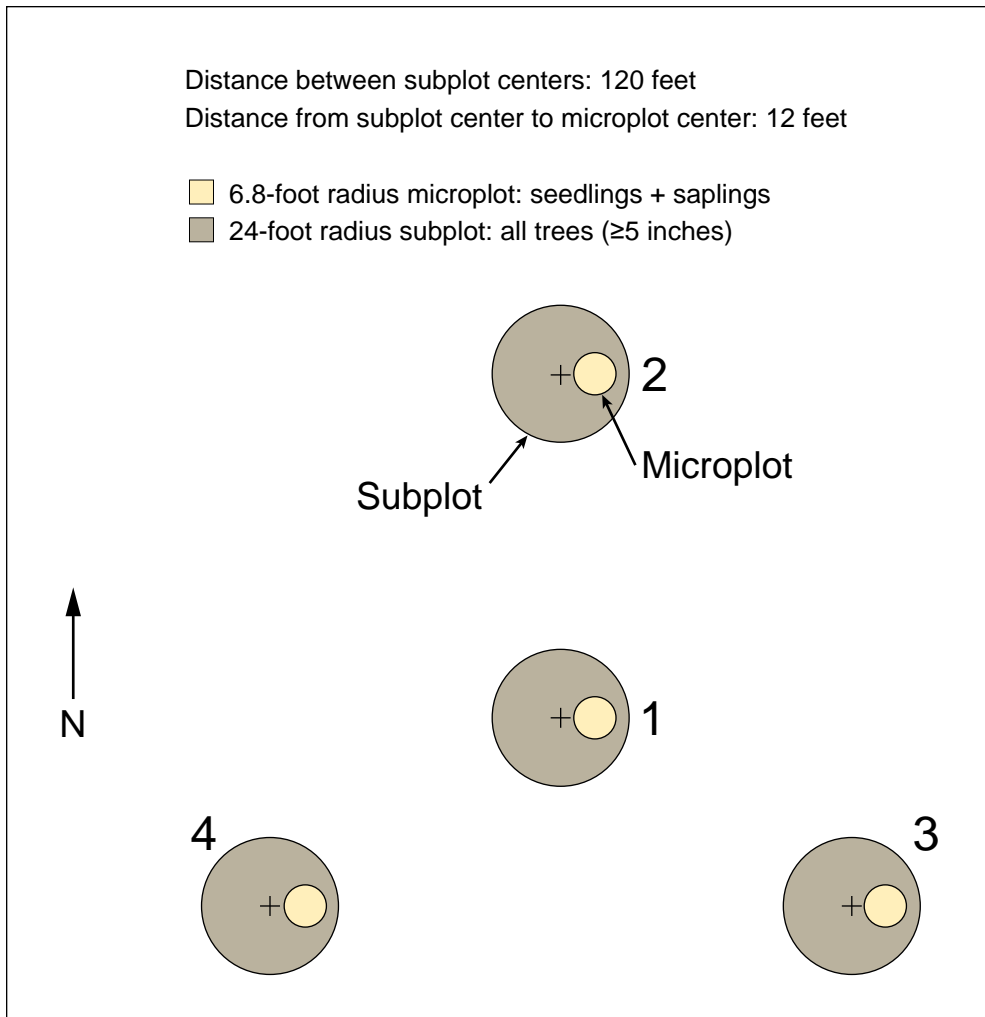 Distance between subplot centers: 120 feet
Distance from subplot center to microplot center: 12 feet
6.8-foot radius microplot: seedlings + saplings
24-foot radius subplot: all trees (≥5 inches)
2
Microplot
Subplot
N
1
4
3